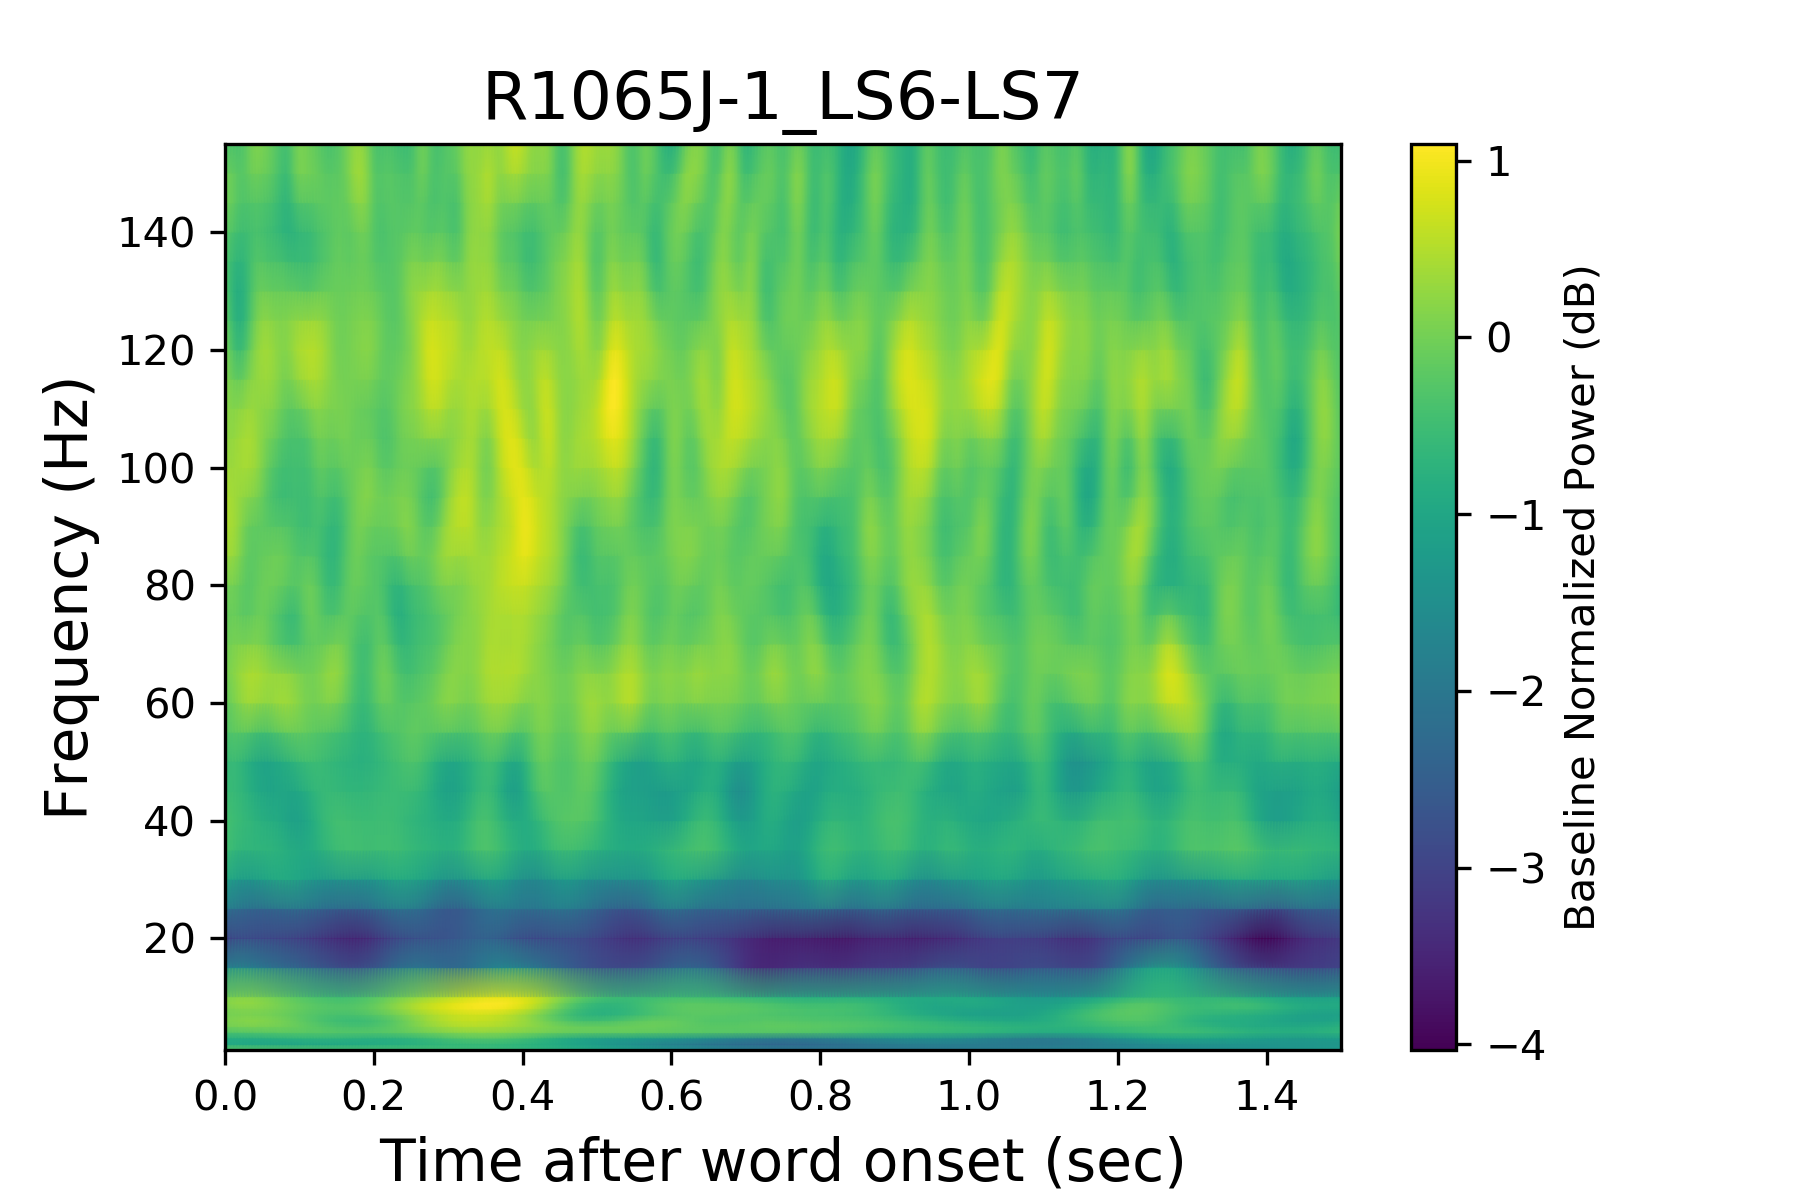 R1065J-1_LS6-LS7
Frequency (Hz)
140
120
100
80
60
40
20
0.0 0.2 0.4 0.6 0.8 1.0 1.2 1.4
Time after word onset (sec)
1
0
−1
−2
−3
−4
Baseline Normalized Power (dB)